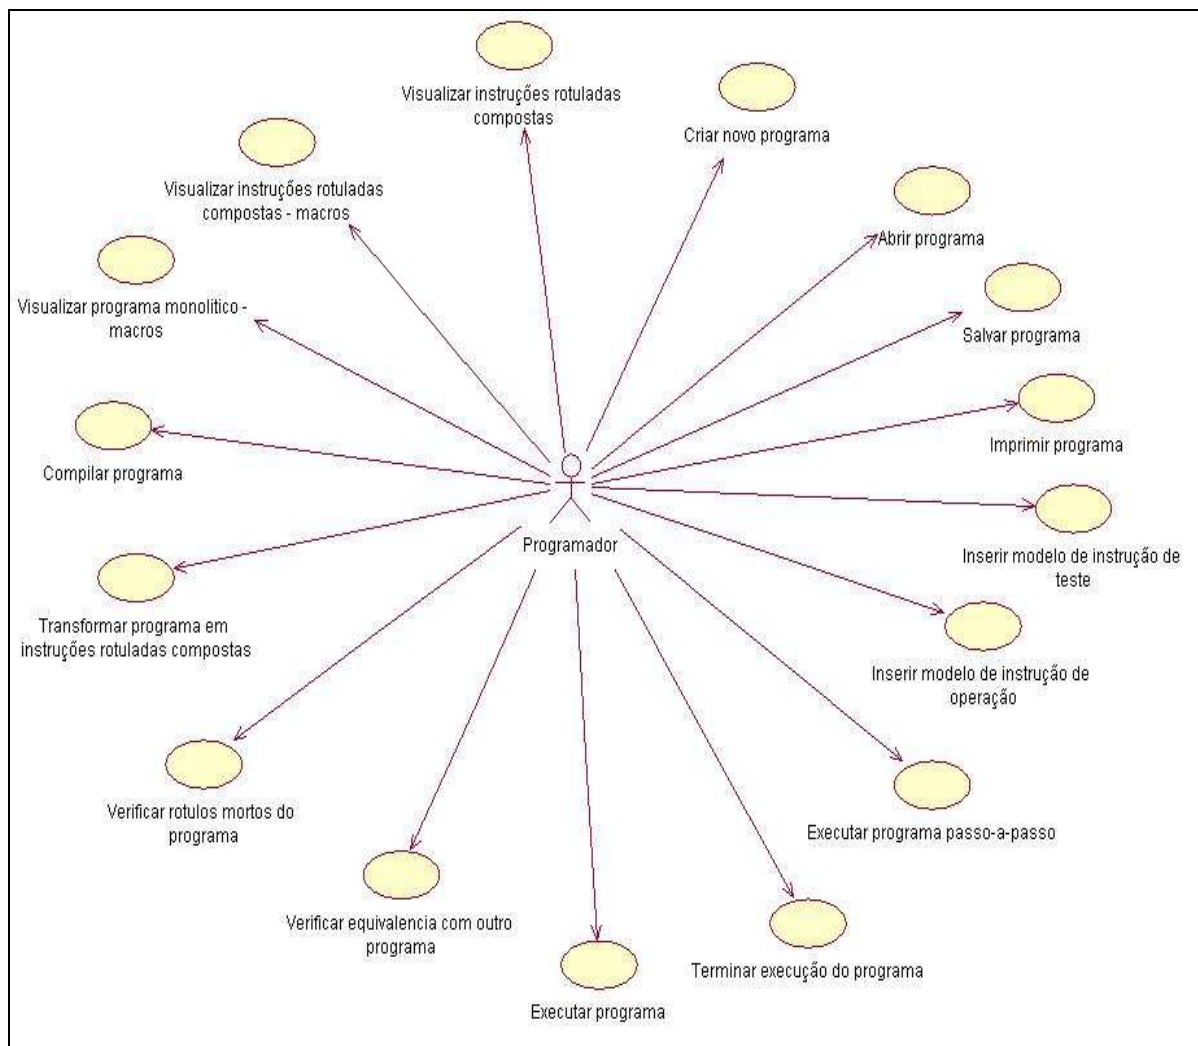 Visualizar instruções rotuladas
compostas
Criar novo programa
Visualizar instruções rotuladas
compostas - macros
Abrir programa
Visualizar programa monolitico -
macros
Salvar programa
Imprimir programa
Compilar programa
Programador
Inserir modelo de instrução de
teste
Transformar programa em
instruções rotuladas compostas
Inserir modelo de instrução de
operação
Verificar rotulos mortos do
programa
Executar programa passo-a-passo
Verificar equivalencia com outro
programa
Terminar execução do programa
Executar programa